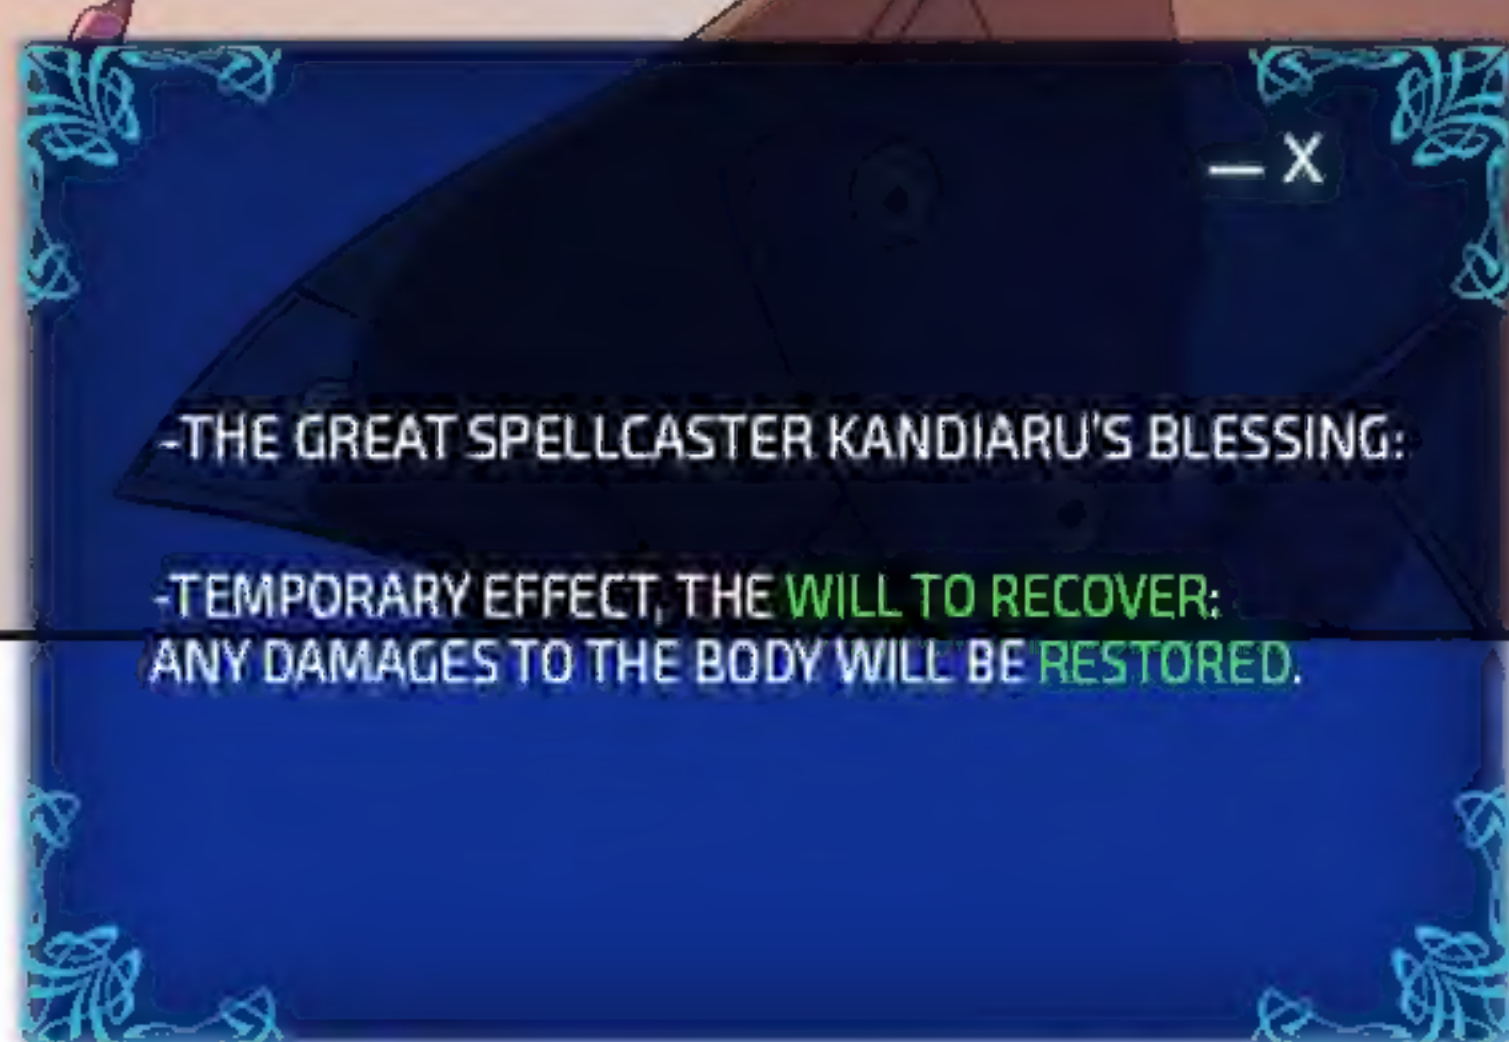 — X
-THE GREAT SPELLCASTER KANDIARU'S BLESSING:
-TEMPORARY EFFECT, THE WILL TO RECOVER:
ANY DAMAGES TO THE BODY WILL BE RESTORED.